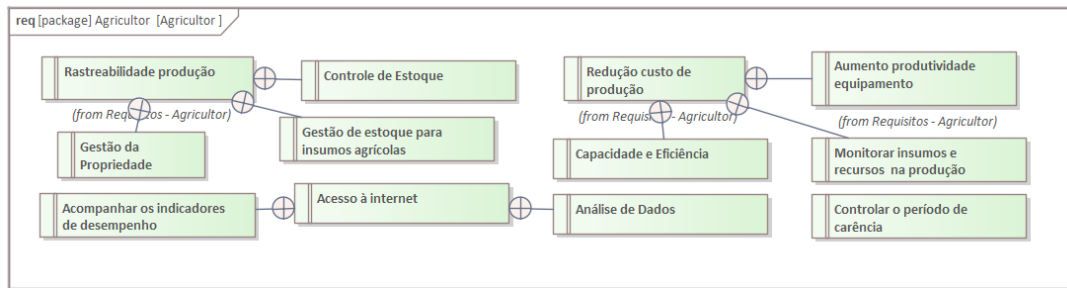 req [package] Agricultor [Agricultor ]
Rastreabilidade produção
(from Requisitos - Agricultor)
Controle de Estoque
Gestão de estoque para
insumos agrícolas
Gestão da
Propriedade
Redução custo de
produção
(from Requisitos - Agricultor)
Aumento produtividade
equipamento
(from Requisitos - Agricultor)
Capacidade e Eficiência
Monitorar insumos e
recursos na produção
Acompanhar os indicadores
de desempenho
Acesso à internet
Análise de Dados
Controlar o período de
carência